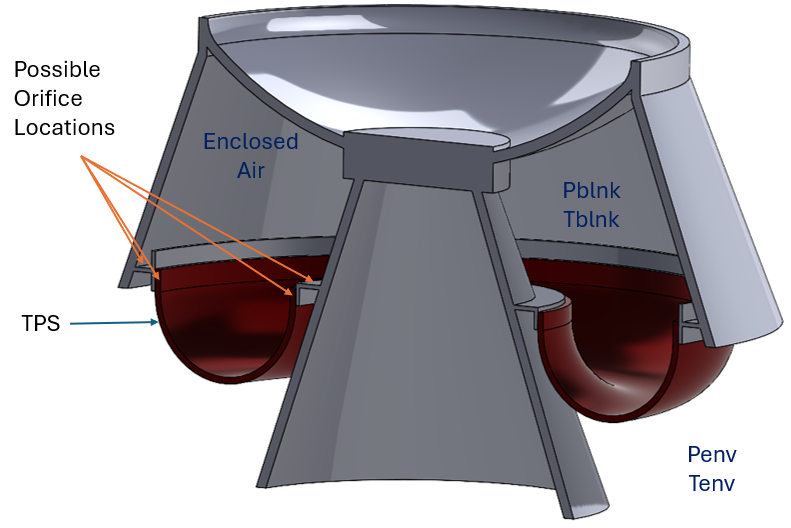 Possible
Orifice
Locations
Enclosed
Air
Pblnk
Tblnk
TPS
Penv
Tenv